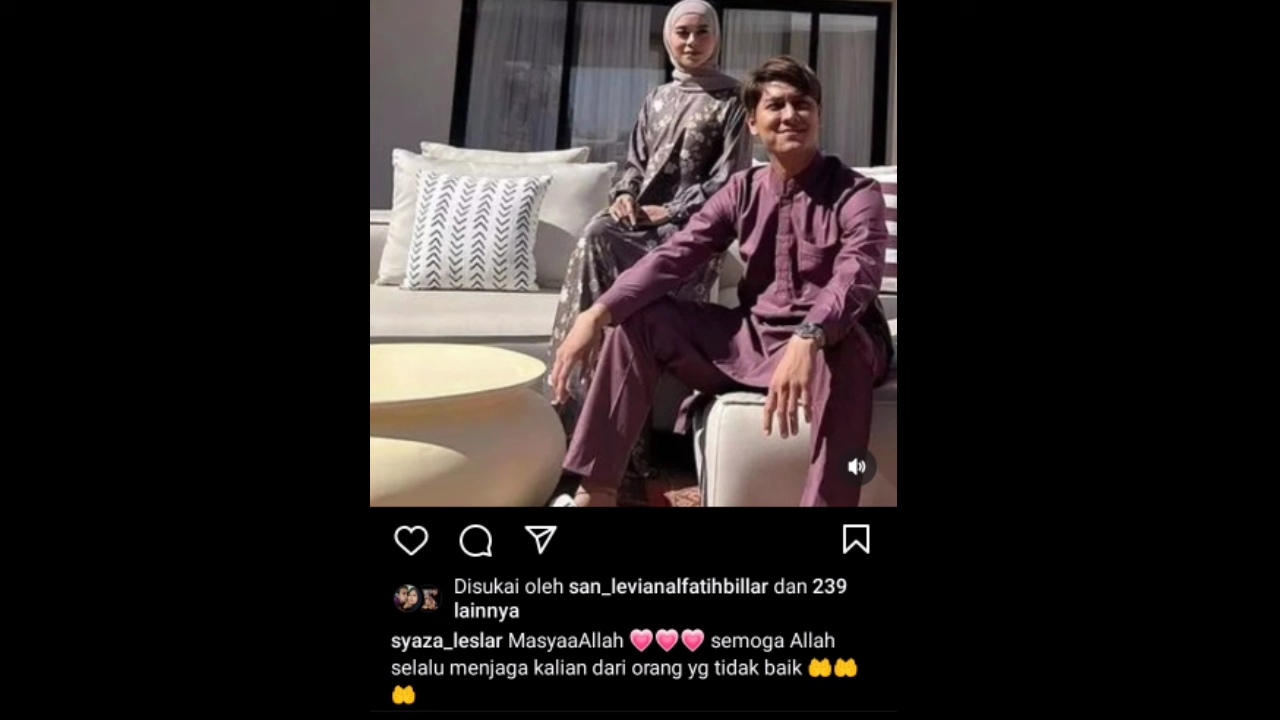 Disukai oleh san_levianalfatihbillar dan 239
lainnya
syaza_leslar MasyaaAllah 💗💗💗 semoga Allah
selalu menjaga kalian dari orang yg tidak baik 🤲🤲
🤲